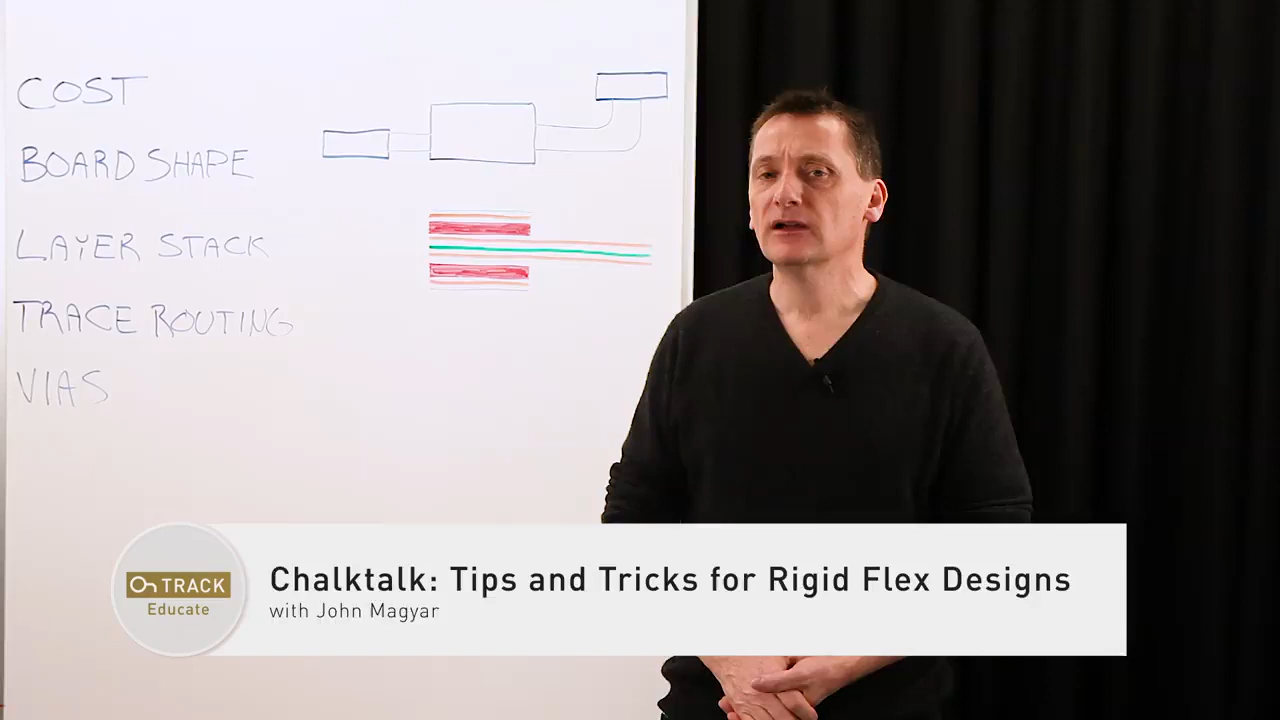 COST
BOARD SHAPE
LAYER STACK
TRACE ROUTING
VIAS
On TRACK
Educate
Chalktalk: Tips and Tricks for Rigid Flex Designs
with John Magyar